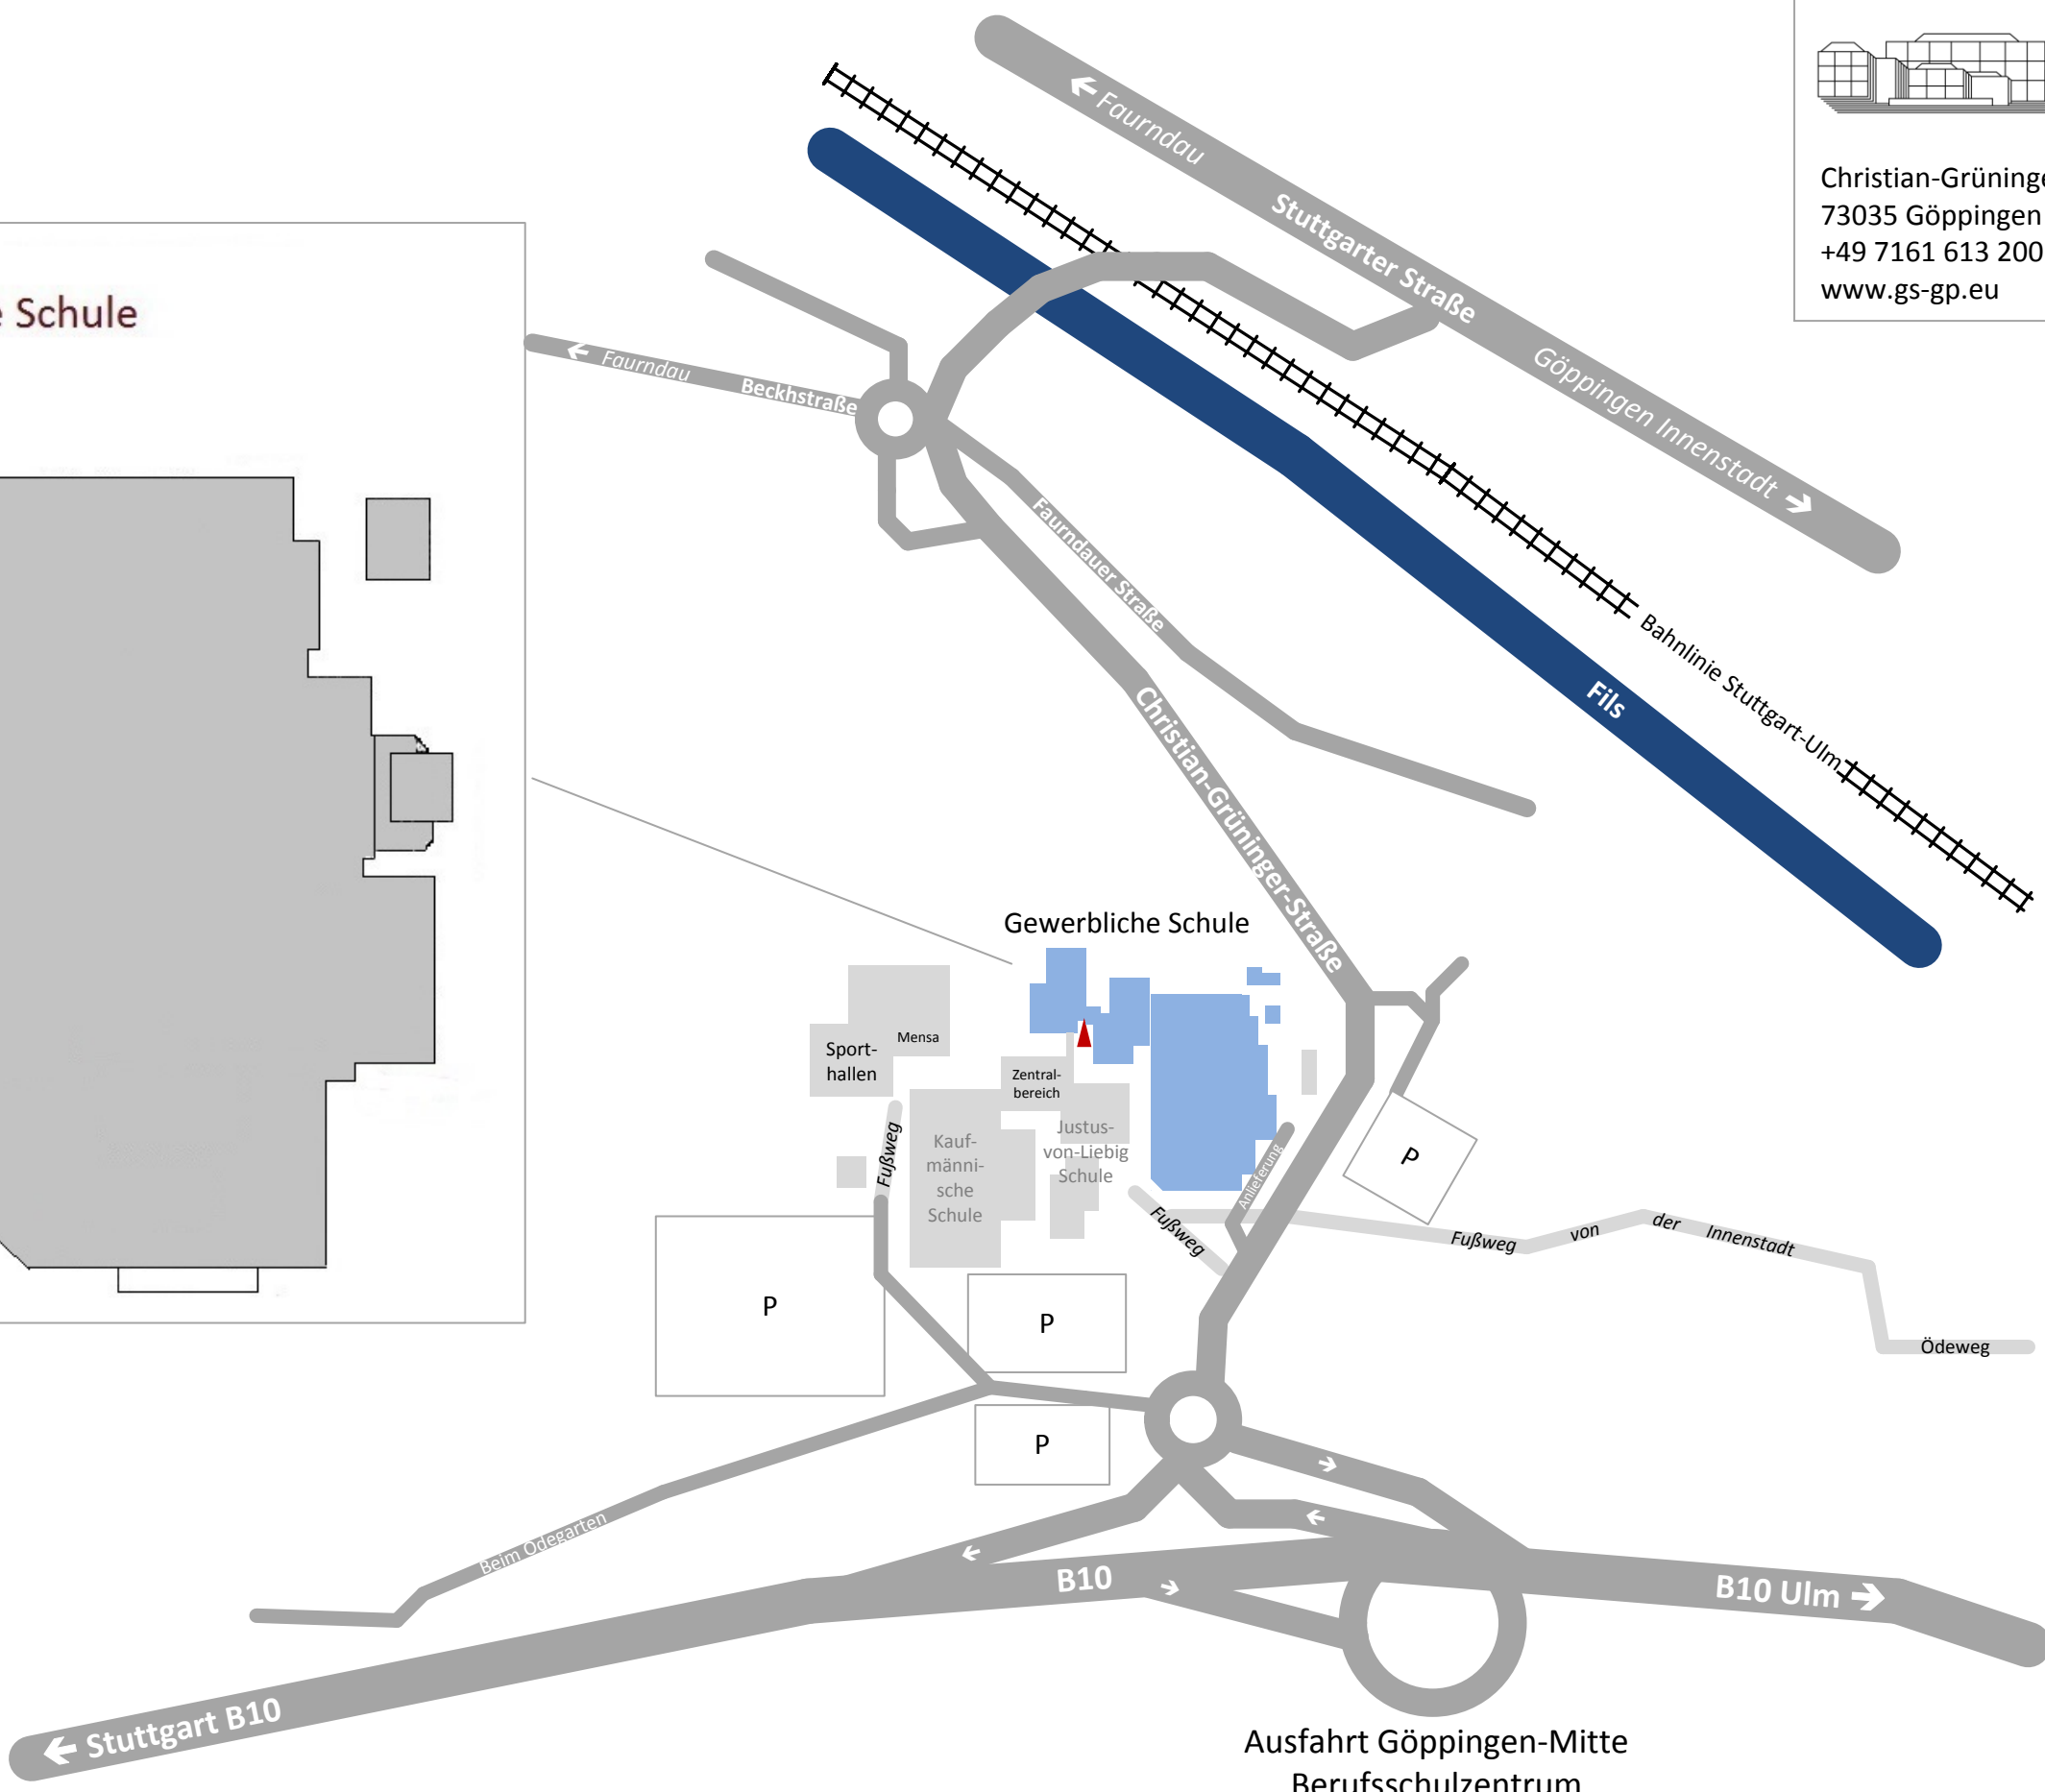 ← Faurndau
Stuttgarter Straße
Göppingen Innenstadt →
73035 Göppingen
+49 7161 613 200
www.gs-gp.eu
Schule
← Faurndau
Beckhstraße
Faurndauer Straße
Bahnlinie Stuttgart-Ulm
Fils
Christian-Grüninger-Straße
Gewerbliche Schule
Mensa
Sport-
hallen
Zentral-
bereich
Justus-
von-Liebig
Schule
Kauf-
männi-
sche
Schule
Fußweg
Anlieferung
Fußweg
P
Fußweg von der Innenstadt
Ödeweg
P
P
P
Beim Ödegarten
B10
B10 Ulm →
← Stuttgart B10
Ausfahrt Göppingen-Mitte
Berufsschulzentrum